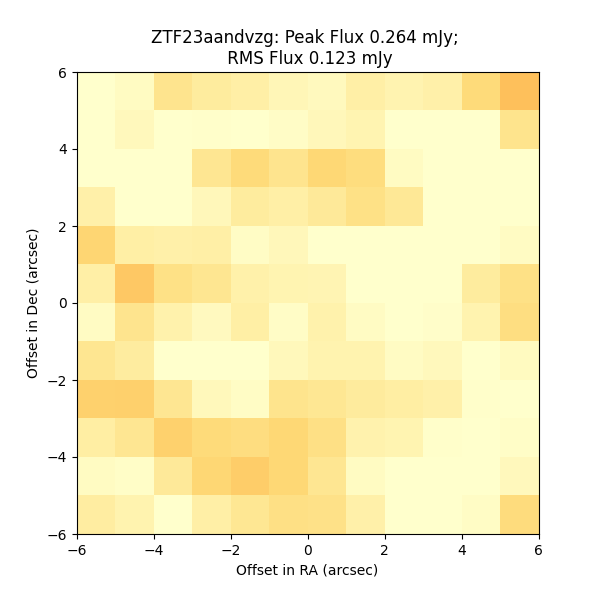 ZTF23aandvzg: Peak Flux 0.264 mJy;
RMS Flux 0.123 mJy
6
4
2
0
−2
−4
−6
Offset in Dec (arcsec)
−6 −4 −2 0 2 4 6
Offset in RA (arcsec)